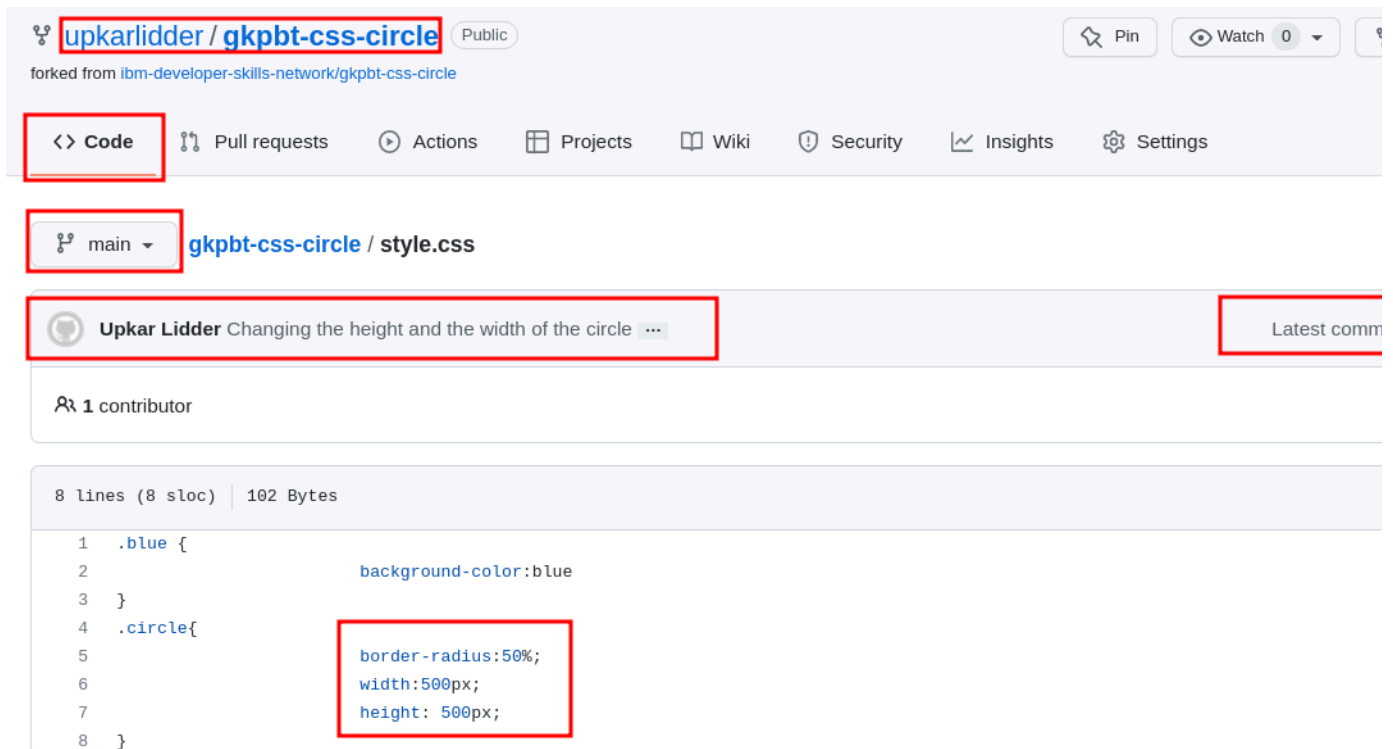 upkarlidder / gkpbt-css-circle Public Pin Watch 0
forked from ibm-developer-skills-network/gkpbt-css-circle
<> Code Pull requests Actions Projects Wiki Security Insights Settings
main gkpbt-css-circle / style.css
Upkar Lidder Changing the height and the width of the circle ... Latest comm
1 contributor
8 lines (8 sloc) 102 Bytes
1 .blue {
2 background-color:blue
3 }
4 .circle{
5 border-radius:50%;
6 width:500px;
7 height: 500px;
8 }